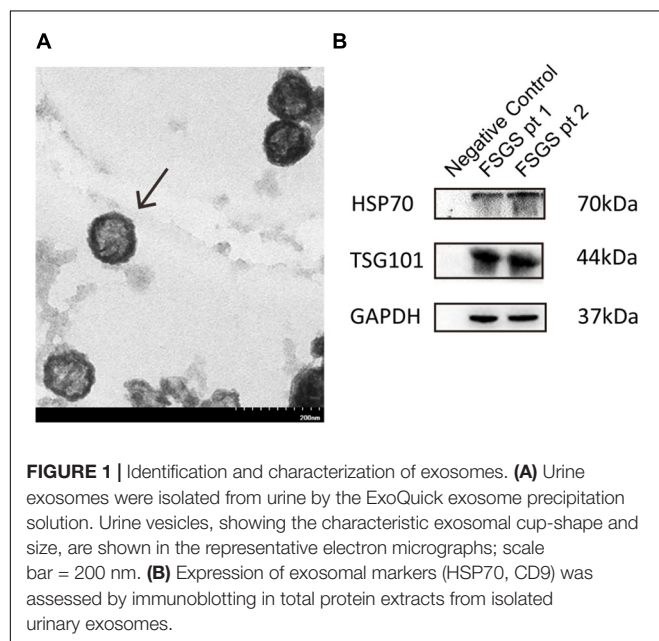 A
B
Negative Control
FSGS pt 1
FSGS pt 2
HSP70 70kDa
TSG101 44kDa
GAPDH 37kDa
200nm
FIGURE 1 | Identification and characterization of exosomes. (A) Urine
exosomes were isolated from urine by the ExoQuick exosome precipitation
solution. Urine vesicles, showing the characteristic exosomal cup-shape and
size, are shown in the representative electron micrographs; scale
bar = 200 nm. (B) Expression of exosomal markers (HSP70, CD9) was
assessed by immunoblotting in total protein extracts from isolated
urinary exosomes.